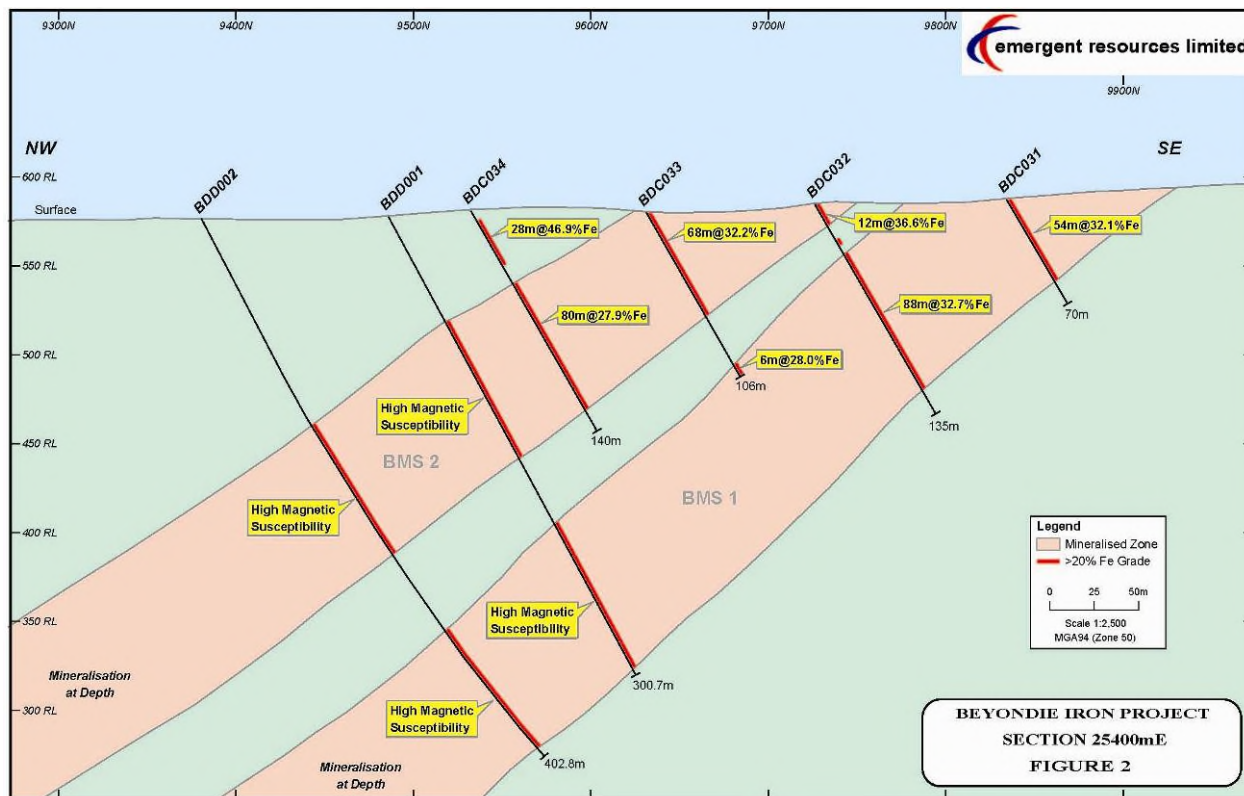 9300N
9400N
9500N
9600N
9700N
9800N
emergent resources limited
9900N
NW
SE
BDD002
BDD001
BDC034
BDC033
BDC032
BDC031
600 RL
Surface
28m@46.9%Fe
68m@32.2%Fe
12m@36.6%Fe
54m@32.1%Fe
550 RL
80m@27.9%Fe
88m@32.7%Fe
70m
500 RL
6m@28.0%Fe
106m
High Magnetic
Susceptibility
140m
135m
450 RL
BMS 2
BMS 1
High Magnetic
Susceptibility
400 RL
Legend
Mineralised Zone
>20% Fe Grade
0 25 50m
Scale 1:2,500
MGA94 (Zone 50)
350 RL
High Magnetic
Susceptibility
Mineralisation
at Depth
300.7m
300 RL
High Magnetic
Susceptibility
402.8m
Mineralisation
at Depth
BEYONDIE IRON PROJECT
SECTION 25400mE
FIGURE 2